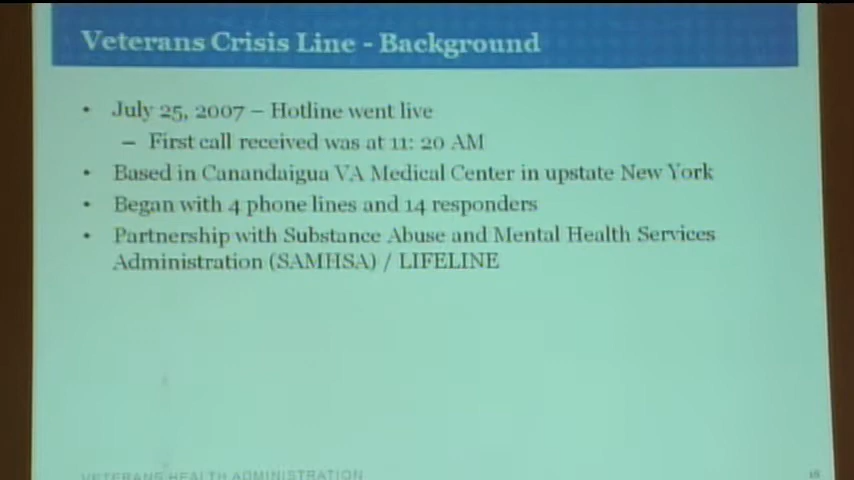 Veterans Crisis Line - Background
• July 25, 2007 – Hotline went live
– First call received was at 11: 20 AM
• Based in Canandaigua VA Medical Center in upstate New York
• Began with 4 phone lines and 14 responders
• Partnership with Substance Abuse and Mental Health Services
Administration (SAMHSA) / LIFELINE
VETERANS HEALTH ADMINISTRATION